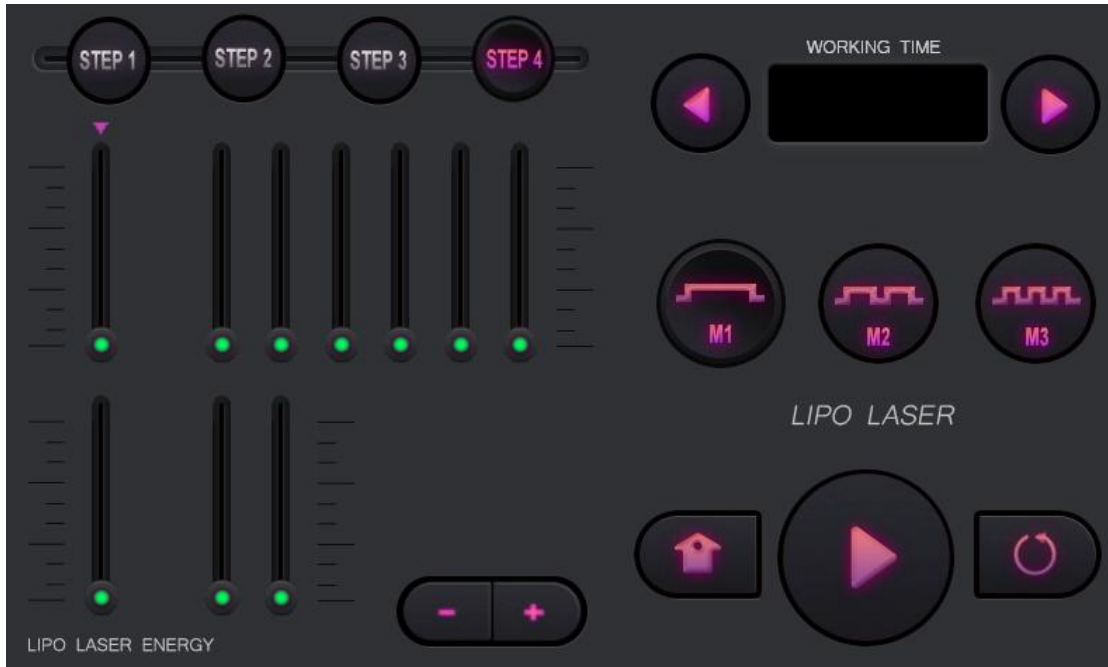 STEP 1 STEP 2 STEP 3 STEP 4
WORKING TIME
M1 M2 M3
LIPO LASER
LIPO LASER ENERGY
- +